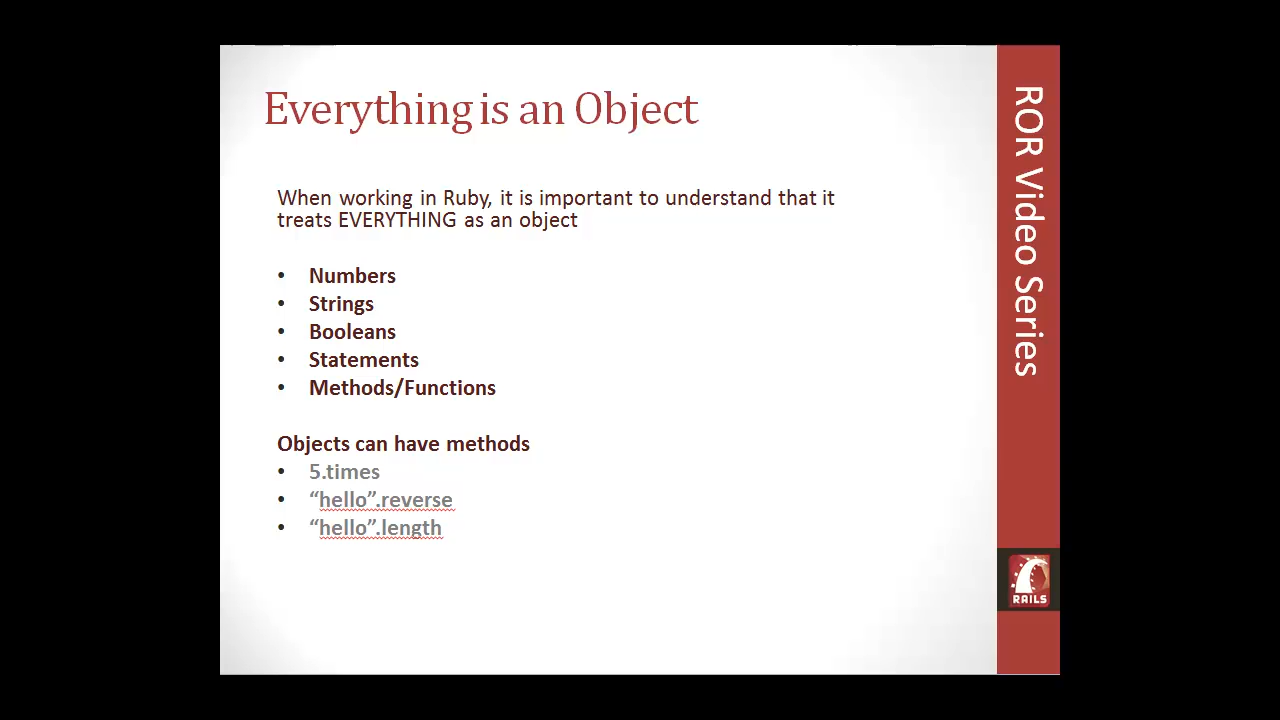 Everything is an Object
When working in Ruby, it is important to understand that it
treats EVERYTHING as an object
• Numbers
• Strings
• Booleans
• Statements
• Methods/Functions
Objects can have methods
• 5.times
• “hello”.reverse
• “hello”.length
ROR Video Series
RAILS